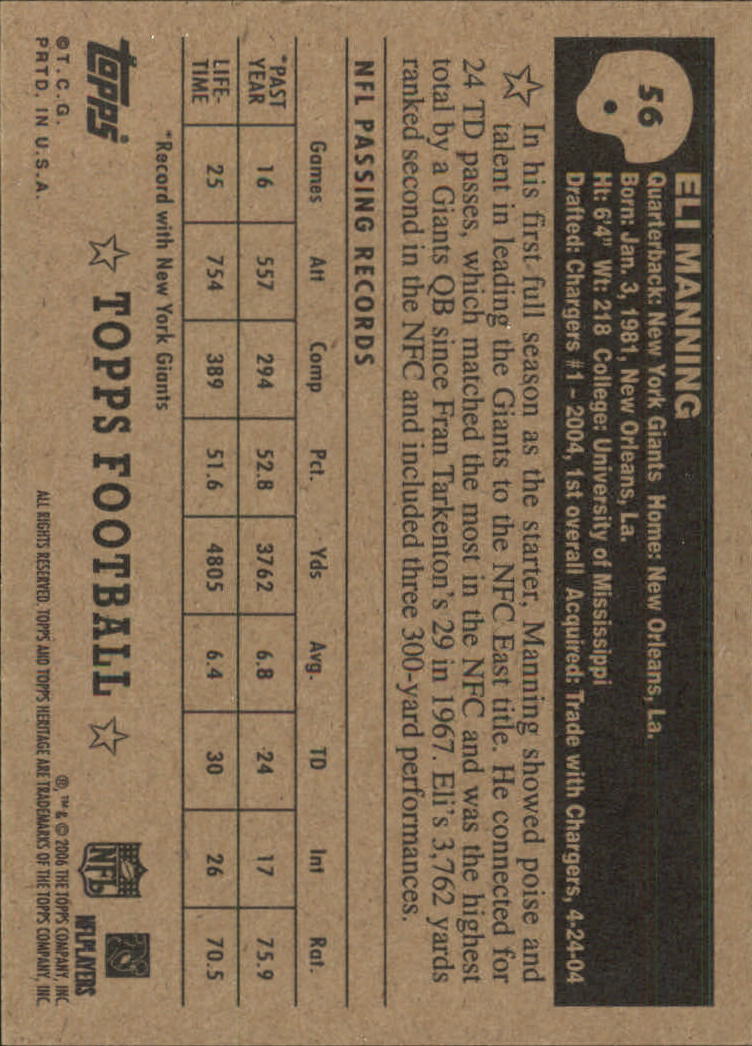 56
ELI MANNING
Quarterback: New York Giants Home: New Orleans, La.
Born: Jan. 3, 1981, New Orleans, La.
Ht: 6'4" Wt: 218 College: University of Mississippi
Drafted: Chargers #1 - 2004, 1st overall Acquired: Trade with Chargers, 4-24-04
In his first full season as the starter, Manning showed poise and
talent in leading the Giants to the NFC East title. He connected for
24 TD passes, which matched the most in the NFC and was the highest
total by a Giants QB since Fran Tarkenton's 29 in 1967. Eli's 3,762 yards
ranked second in the NFC and included three 300-yard performances.
NFL PASSING RECORDS
Games Att Comp Pct. Yds Avg. TD Int Rat.
*PAST YEAR 16 557 294 52.8 3762 6.8 24 17 75.9
LIFE-TIME 25 754 389 51.6 4805 6.4 30 26 70.5
*Record with New York Giants
topps
©T.C.G.
PRTD. IN U.S.A.
TOPPS FOOTBALL
NFL
NFLPLAYERS
®, ™ & © 2006 THE TOPPS COMPANY, INC.
ALL RIGHTS RESERVED. TOPPS AND TOPPS HERITAGE ARE TRADEMARKS OF THE TOPPS COMPANY, INC.